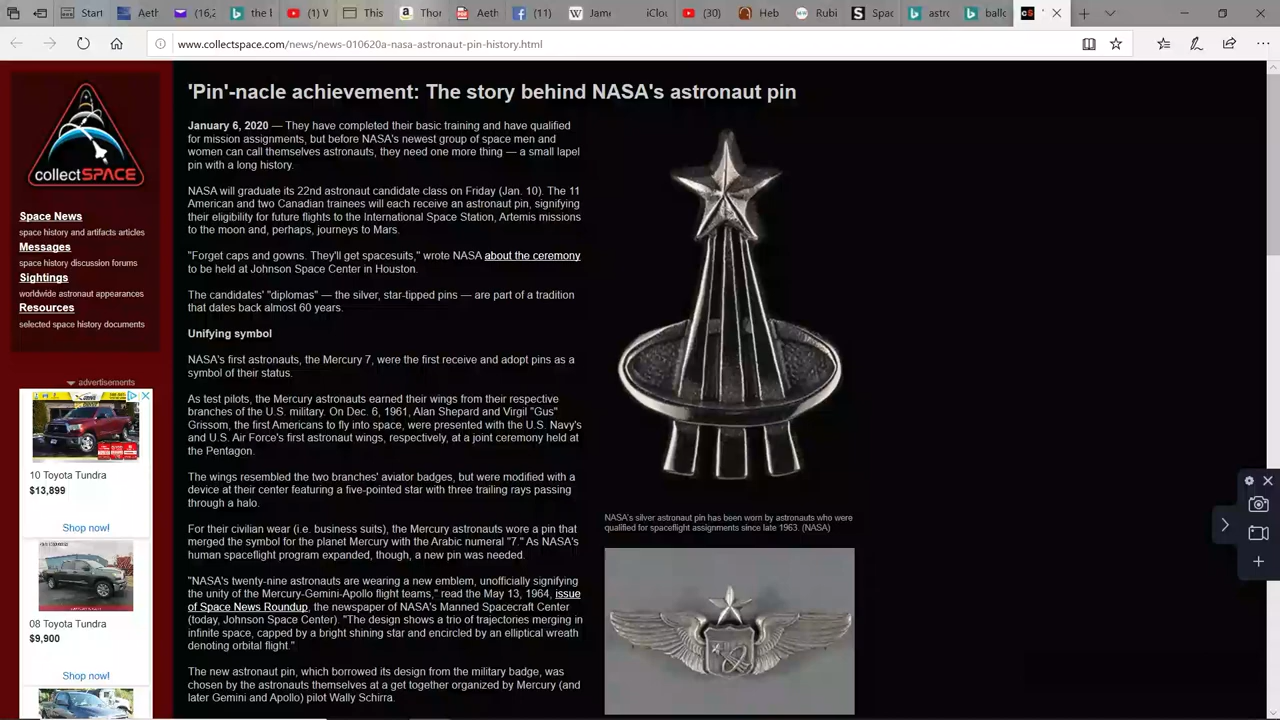 Stand
(162
(1) V
This
Thor
(29
(11)
Jame
iClou
(30)
Heb
Rubi
Spac
astro
ballo
www.collectspace.com/news/news-010620a-nasa-astronaut-pin-history.html
collectSPACE
Space News
space history and artifacts articles
Messages
space history discussion forums
Sightings
worldwide astronaut appearances
Resources
selected space history documents
advertisements
10 Toyota Tundra
$13,899
Shop now!
08 Toyota Tundra
$9,900
Shop now!
'Pin'-nacle achievement: The story behind NASA's astronaut pin
January 6, 2020 — They have completed their basic training and have qualified
for mission assignments, but before NASA's newest group of space men and
women can call themselves astronauts, they need one more thing — a small lapel
pin with a long history.
NASA will graduate its 22nd astronaut candidate class on Friday (Jan. 10). The 11
American and two Canadian trainees will each receive an astronaut pin, signifying
their eligibility for future flights to the International Space Station, Artemis missions
to the moon and, perhaps, journeys to Mars.
"Forget caps and gowns. They'll get spacesuits," wrote NASA about the ceremony
to be held at Johnson Space Center in Houston.
The candidates' "diplomas" — the silver, star-tipped pins — are part of a tradition
that dates back almost 60 years.
Unifying symbol
NASA's first astronauts, the Mercury 7, were the first receive and adopt pins as a
symbol of their status.
As test pilots, the Mercury astronauts earned their wings from their respective
branches of the U.S. military. On Dec. 6, 1961, Alan Shepard and Virgil "Gus"
Grissom, the first Americans to fly into space, were presented with the U.S. Navy's
and U.S. Air Force's first astronaut wings, respectively, at a joint ceremony held at
the Pentagon.
The wings resembled the two branches' aviator badges, but were modified with a
device at their center featuring a five-pointed star with three trailing rays passing
through a halo.
For their civilian wear (i.e. business suits), the Mercury astronauts wore a pin that
merged the symbol for the planet Mercury with the Arabic numeral "7." As NASA's
human spaceflight program expanded, though, a new pin was needed.
"NASA's twenty-nine astronauts are wearing a new emblem, unofficially signifying
the unity of the Mercury-Gemini-Apollo flight teams," read the May 13, 1964, issue
of Space News Roundup, the newspaper of NASA's Manned Spacecraft Center
(today, Johnson Space Center). "The design shows a trio of trajectories merging in
infinite space, capped by a bright shining star and encircled by an elliptical wreath
denoting orbital flight."
The new astronaut pin, which borrowed its design from the military badge, was
chosen by the astronauts themselves at a get together organized by Mercury (and
later Gemini and Apollo) pilot Wally Schirra.
NASA's silver astronaut pin has been worn by astronauts who were
qualified for spaceflight assignments since late 1963. (NASA)